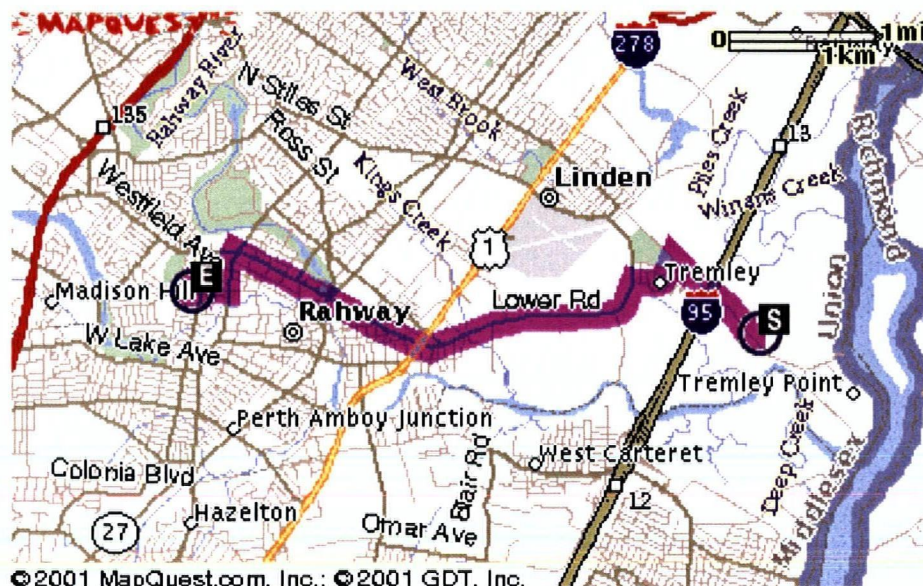 MAPQUEST
278
0
1mi
1km
135
Rahway River
N Stiles St
West Brook
Ross St
Kings Creek
Piles Creek
13
Richmond
Westfield Ave
Linden
Winans Creek
1
E
Madison Hill
Tremley
Lower Rd
Union
Rahway
95
S
W Lake Ave
Tremley Point
Perth Amboy Junction
Blair Rd
West Carteret
Deep Creek
Colonia Blvd
12
Middlesex
27
Hazelton
Omar Ave
©2001 MapQuest.com, Inc.; ©2001 GDT, Inc.